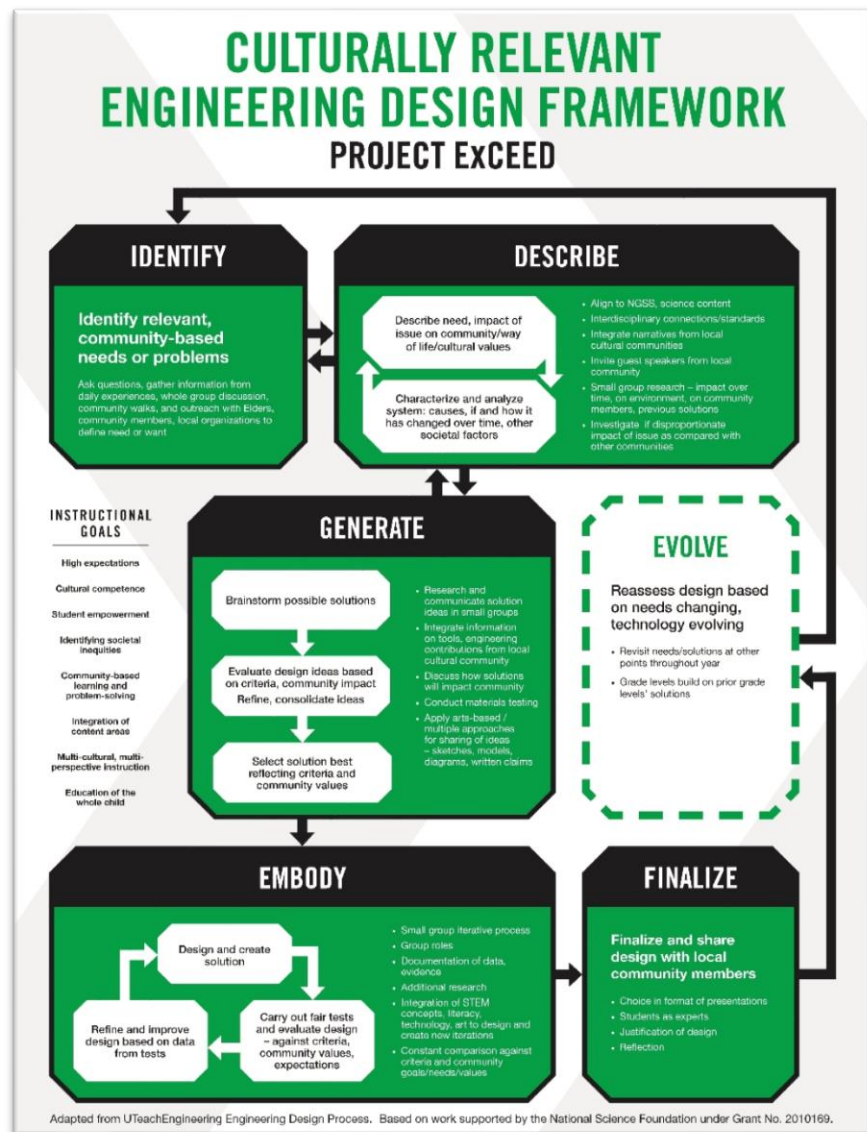 CULTURALLY RELEVANT
ENGINEERING DESIGN FRAMEWORK
PROJECT ExCEED
IDENTIFY
Identify relevant,
community-based
needs or problems
Ask questions, gather information from
daily experiences, whole group discussion,
community walks, and outreach with Elders,
community members, local organizations to
define need or want
DESCRIBE
Describe need, impact of
issue on community/way
of life/cultural values
Characterize and analyze
system: causes, if and how it
has changed over time, other
societal factors
• Align to NGSS, science content
• Interdisciplinary connections/standards
• Integrate narratives from local
cultural communities
• Invite guest speakers from local
community
• Small group research – impact over
time, on environment, on community
members, previous solutions
• Investigate if disproportionate
impact of issue as compared with
other communities
INSTRUCTIONAL
GOALS
High expectations
Cultural competence
Student empowerment
Identifying societal
inequities
Community-based
learning and
problem-solving
Integration of
content areas
Multi-cultural, multi-
perspective instruction
Education of the
whole child
GENERATE
Brainstorm possible solutions
Evaluate design ideas based
on criteria, community impact
Refine, consolidate ideas
Select solution best
reflecting criteria and
community values
• Research and
communicate solution
ideas in small groups
• Integrate information
on tools, engineering
contributions from local
cultural community
• Discuss how solutions
will impact community
• Conduct materials testing
• Apply arts-based /
multiple approaches
for sharing of ideas
– sketches, models,
diagrams, written claims
EVOLVE
Reassess design based
on needs changing,
technology evolving
• Revisit needs/solutions at other
points throughout year
• Grade levels build on prior grade
levels' solutions
EMBODY
Design and create
solution
Carry out fair tests
and evaluate design
– against criteria,
community values,
expectations
Refine and improve
design based on data
from tests
• Small group iterative process
• Group roles
• Documentation of data,
evidence
• Additional research
• Integration of STEM
concepts, literacy,
technology, art to design and
create new iterations
• Constant comparison against
criteria and community
goals/needs/values
FINALIZE
Finalize and share
design with local
community members
• Choice in format of presentations
• Students as experts
• Justification of design
• Reflection
Adapted from UTeachEngineering Engineering Design Process. Based on work supported by the National Science Foundation under Grant No. 2010169.